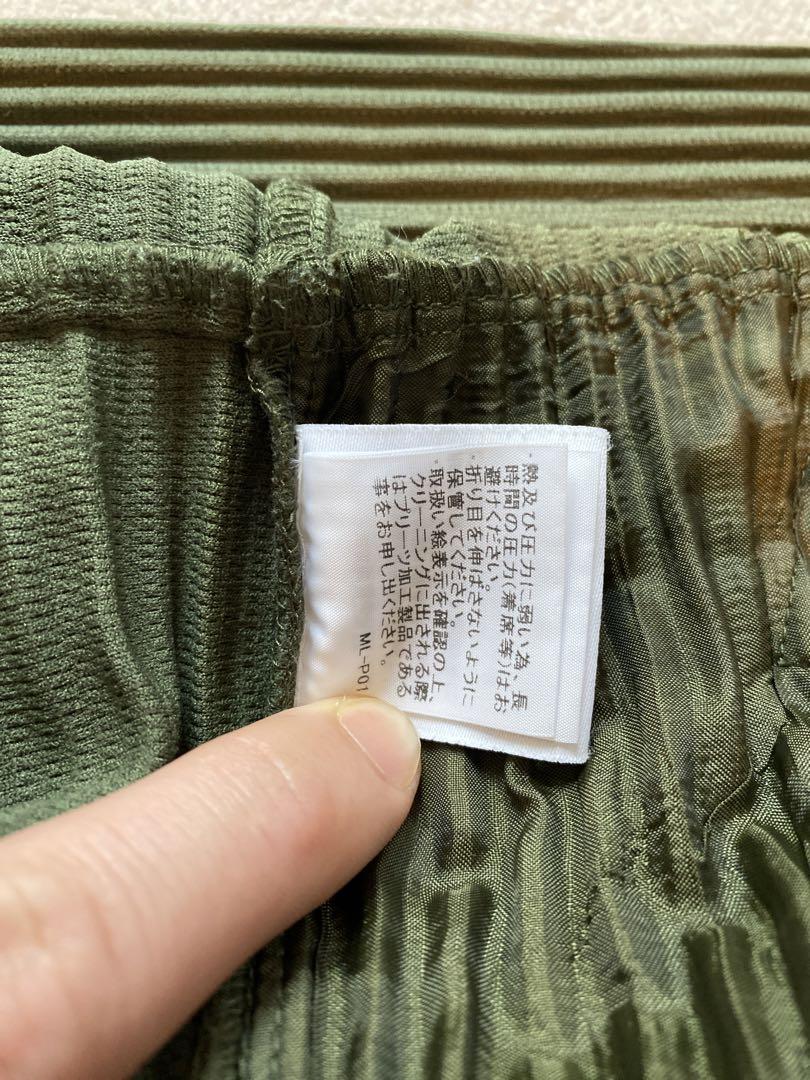 ・熱及び圧力に弱い為、長
時間の圧力(着席等)はお
避けください。
・折り目を伸ばさないように
保管してください。
・取扱い絵表示を確認の上、
クリーニングに出される際
はプリーツ加工製品である
事をお申し出ください。
ML-P01